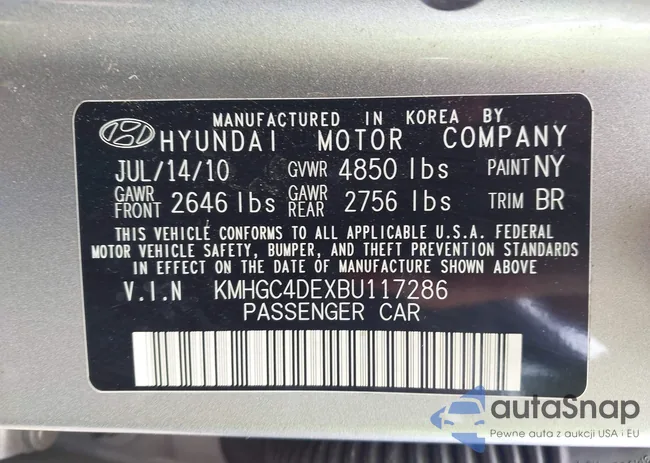 MANUFACTURED IN KOREA BY
HYUNDAI MOTOR COMPANY
JUL/14/10 GVWR 4850 lbs PAINT NY
GAWR FRONT 2646 lbs GAWR REAR 2756 lbs TRIM BR
THIS VEHICLE CONFORMS TO ALL APPLICABLE U.S.A. FEDERAL
MOTOR VEHICLE SAFETY, BUMPER, AND THEFT PREVENTION STANDARDS
IN EFFECT ON THE DATE OF MANUFACTURE SHOWN ABOVE
V.I.N KMHGC4DEXBU117286
PASSENGER CAR
autaSnap
Pewne auta z aukcji USA i EU